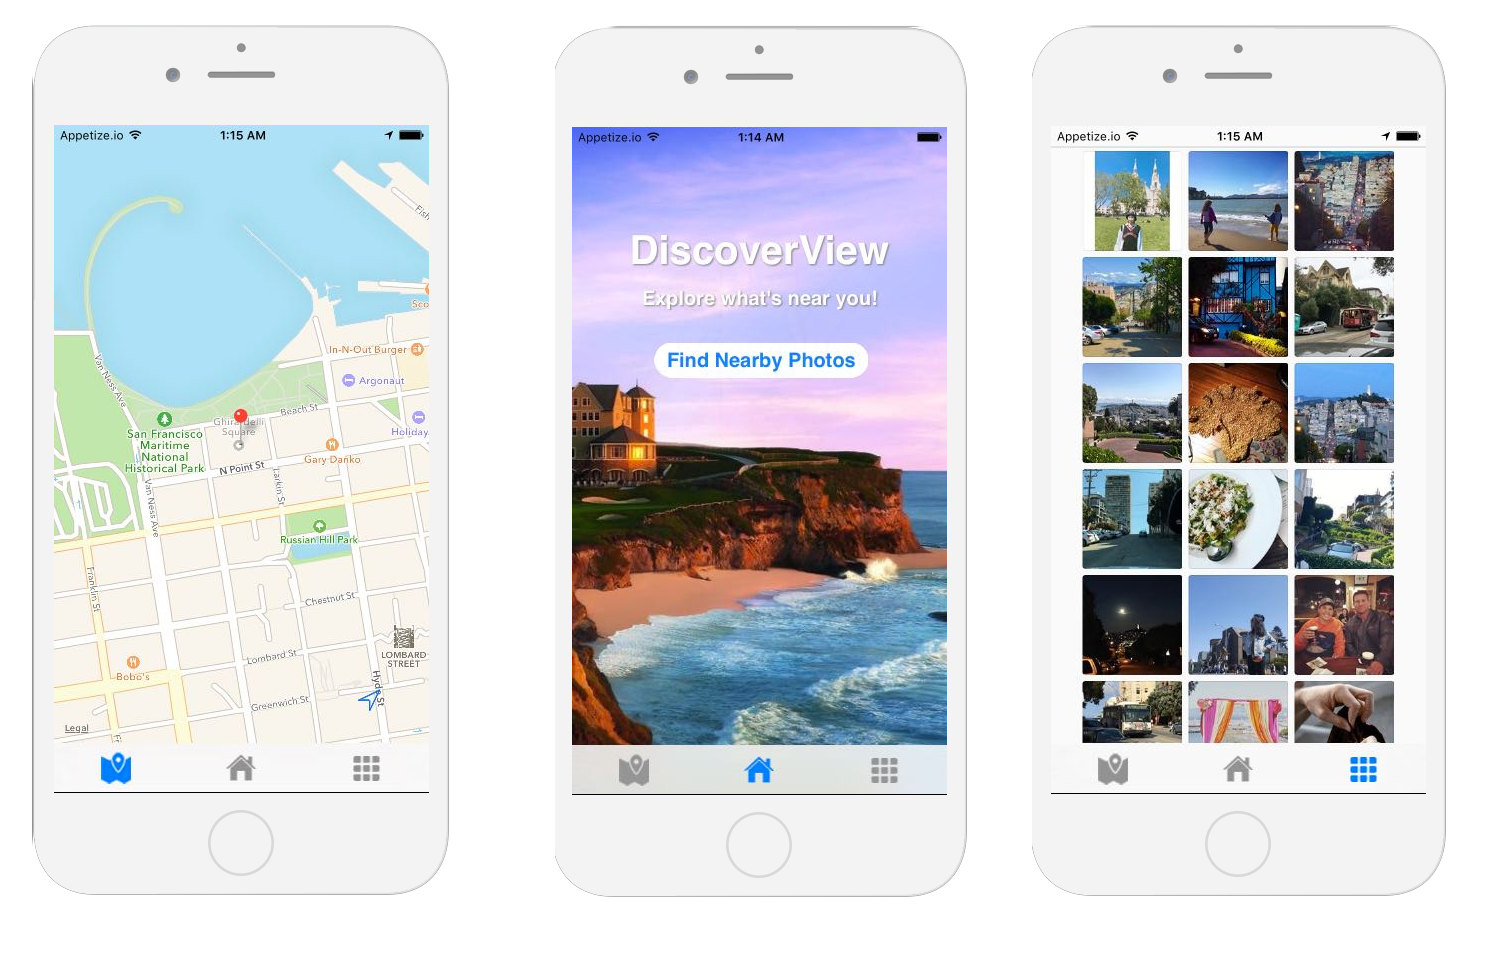 Appetize.io 1:15 AM
Fish
Sco
In-N-Out Burger
Van Ness Ave
Argonaut
Beach St
Ghirardelli
Square
Holiday
San Francisco
Maritime
National
Historical Park
Gary Danko
N Point St
Larkin St
Van Ness Ave
Russian Hill Park
Franklin St
Chestnut St
LOMBARD
STREET
Lombard St
Bobo's
Hyde St
Greenwich St
Legal
Fr
Appetize.io 1:14 AM
DiscoverView
Explore what's near you!
Find Nearby Photos
Appetize.io 1:15 AM